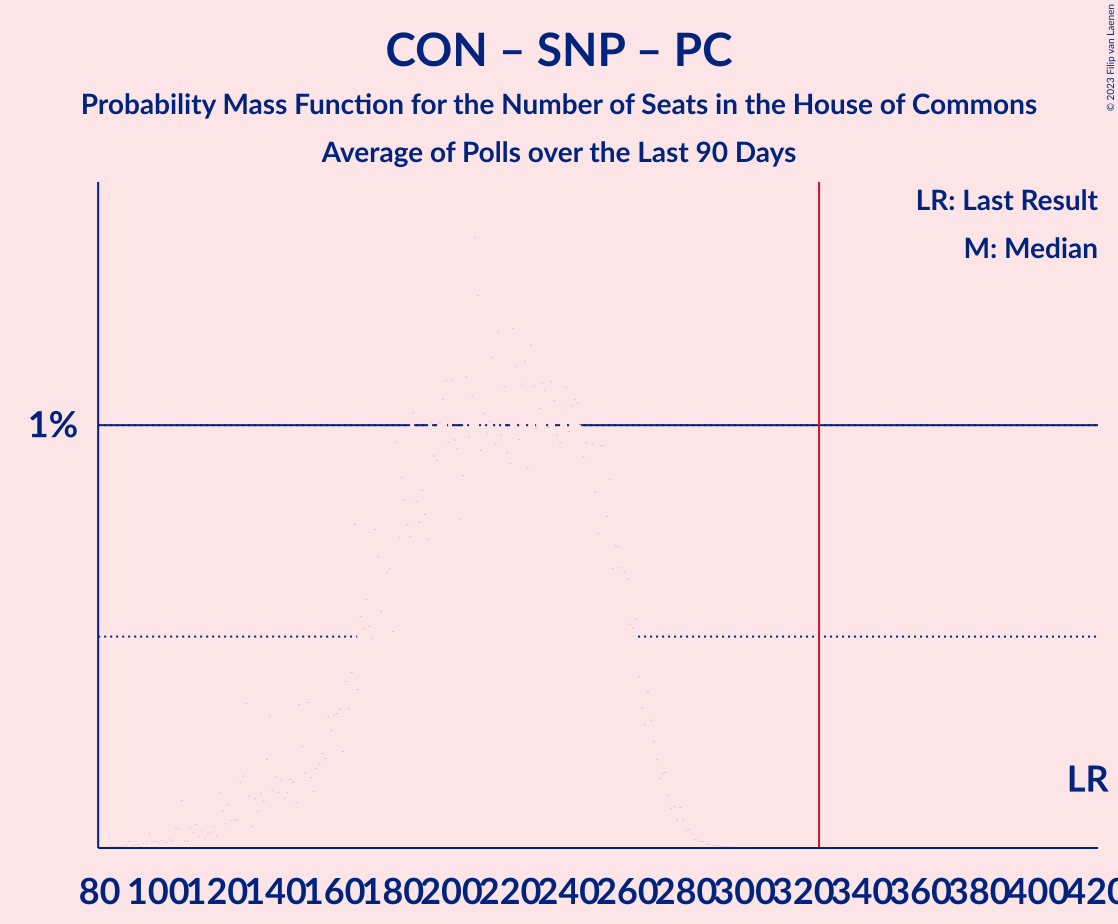 CON – SNP – PC
Probability Mass Function for the Number of Seats in the House of Commons
Average of Polls over the Last 90 Days
© 2023 Filip van Laenen
LR: Last Result
M: Median
1%
LR
80 100 120 140 160 180 200 220 240 260 280 300 320 340 360 380 400 420